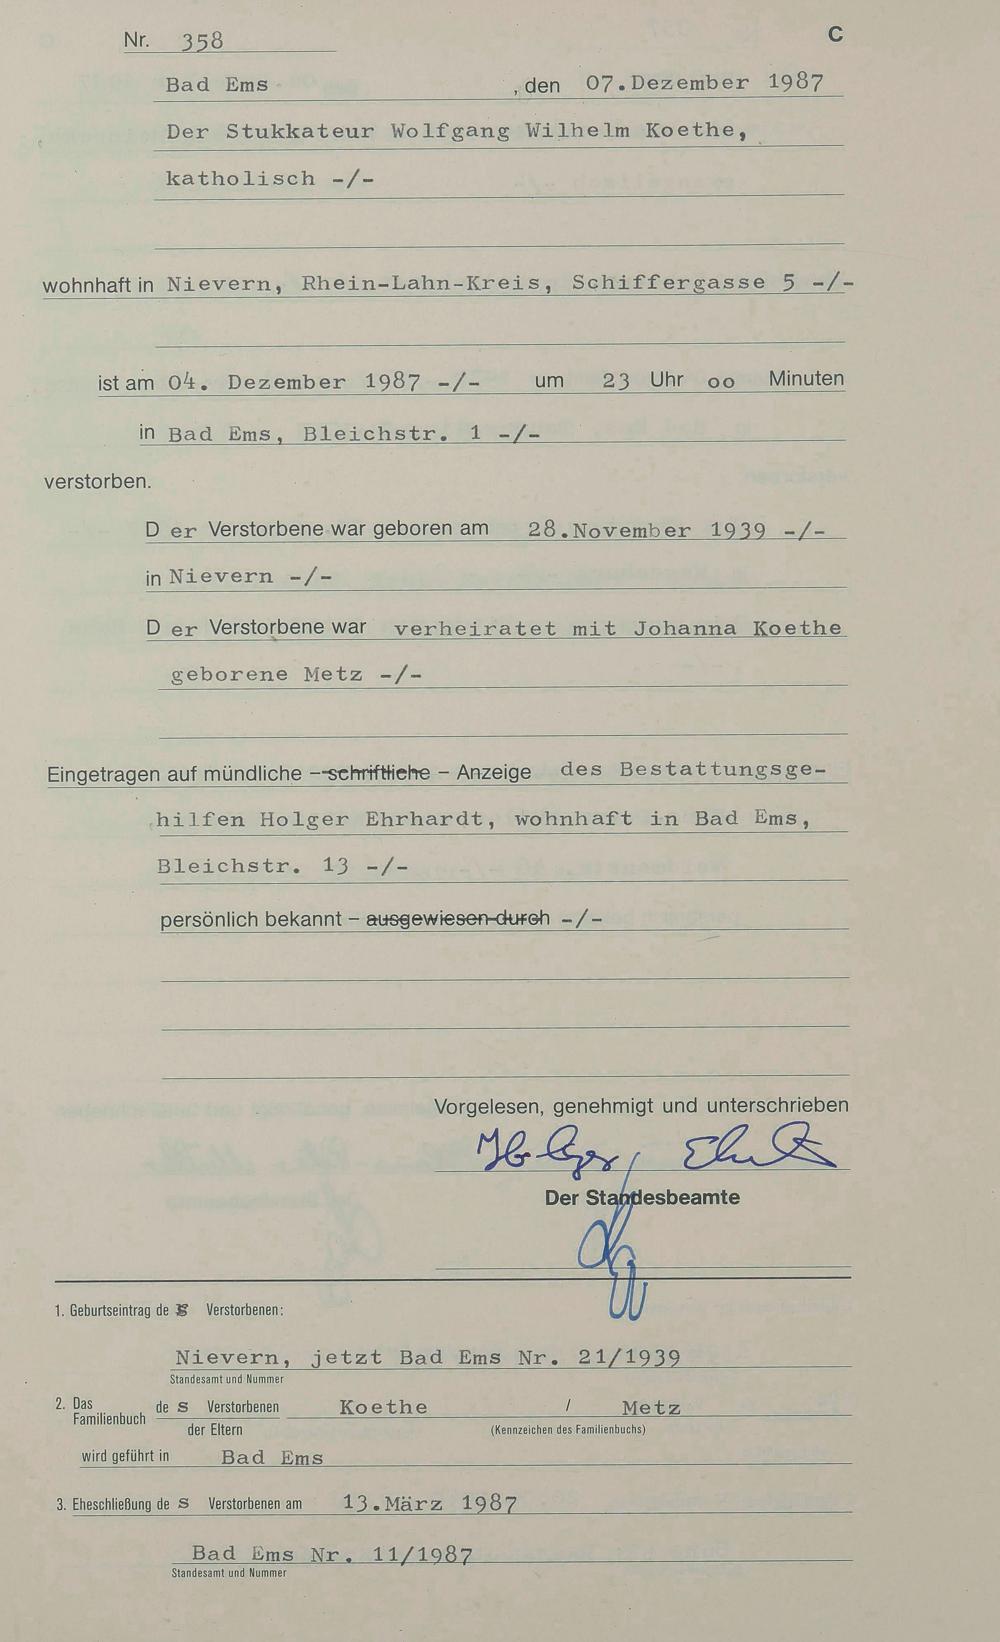 Nr. 358
C
Bad Ems , den 07.Dezember 1987
Der Stukkateur Wolfgang Wilhelm Koethe,
katholisch -/-
wohnhaft in Nievern, Rhein-Lahn-Kreis, Schiffergasse 5 -/-
ist am 04. Dezember 1987 -/- um 23 Uhr oo Minuten
in Bad Ems, Bleichstr. 1 -/-
verstorben.
D er Verstorbene war geboren am 28.November 1939 -/-
in Nievern -/-
D er Verstorbene war verheiratet mit Johanna Koethe
geborene Metz -/-
Eingetragen auf mündliche – schriftliche – Anzeige des Bestattungsge-
hilfen Holger Ehrhardt, wohnhaft in Bad Ems,
Bleichstr. 13 -/-
persönlich bekannt – ausgewiesen durch -/-
Vorgelesen, genehmigt und unterschrieben
Holger
Der Standesbeamte
1. Geburtseintrag de s Verstorbenen:
Nievern, jetzt Bad Ems Nr. 21/1939
Standesamt und Nummer
2. Das Familienbuch de s Verstorbenen Koethe / Metz
der Eltern (Kennzeichen des Familienbuchs)
wird geführt in Bad Ems
3. Eheschließung de s Verstorbenen am 13.März 1987
Bad Ems Nr. 11/1987
Standesamt und Nummer